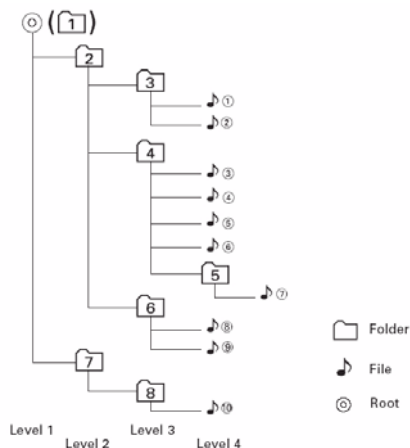 (1)
2
3
①
②
4
③
④
⑤
⑥
5
⑦
6
⑧
⑨
7
8
⑩
Folder
File
Root
Level 1
Level 2
Level 3
Level 4